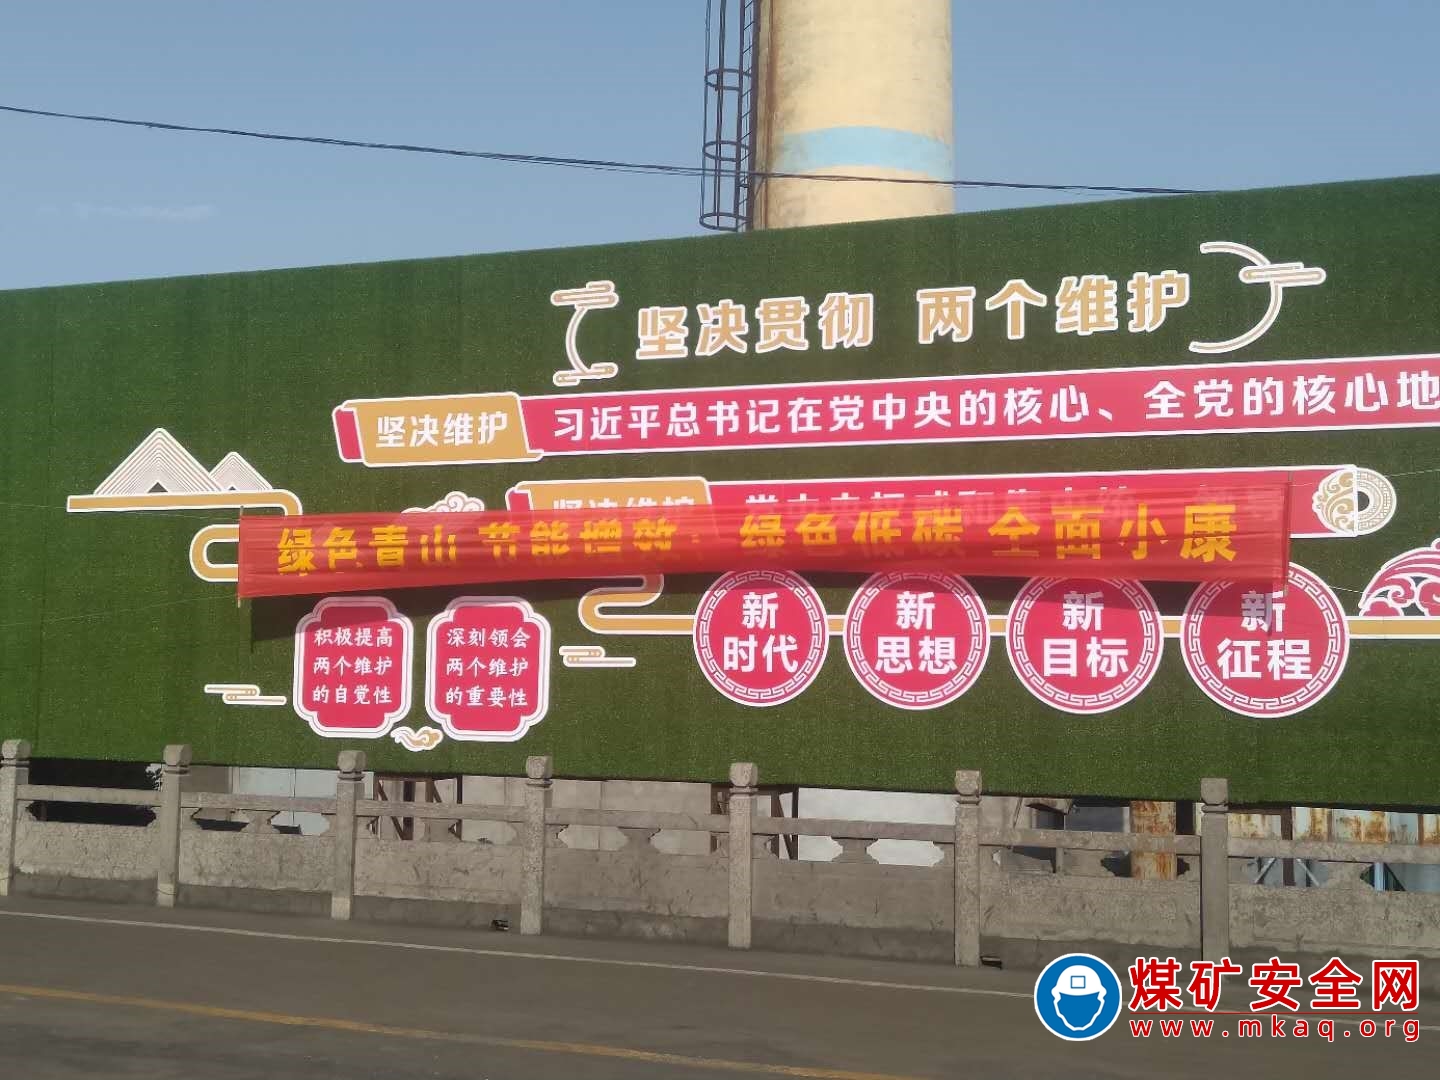 坚决贯彻 两个维护
坚决维护 习近平总书记在党中央的核心、全党的核心地
坚决维护
绿色青山 节能增效; 绿色低碳 全面小康
积极提高
两个维护
的自觉性
深刻领会
两个维护
的重要性
新
时代
新
思想
新
目标
新
征程
煤矿安全网
www.mkaq.org